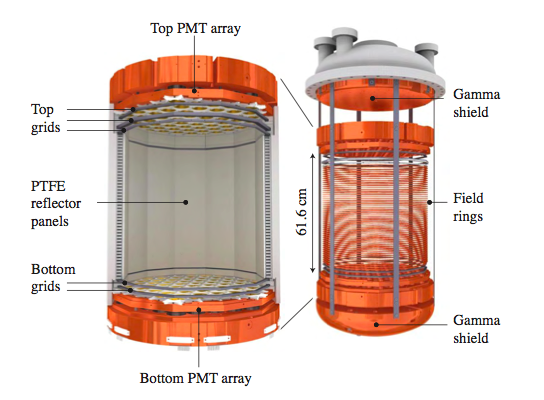 Top PMT array
Top
grids
PTFE
reflector
panels
Bottom
grids
Bottom PMT array
61.6 cm
Gamma
shield
Field
rings
Gamma
shield